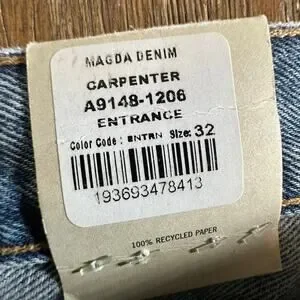 MAGDA DENIM
CARPENTER
A9148-1206
ENTRANCE
Color Code : ENTRN Size: 32
193693478413
100% RECYCLED PAPER